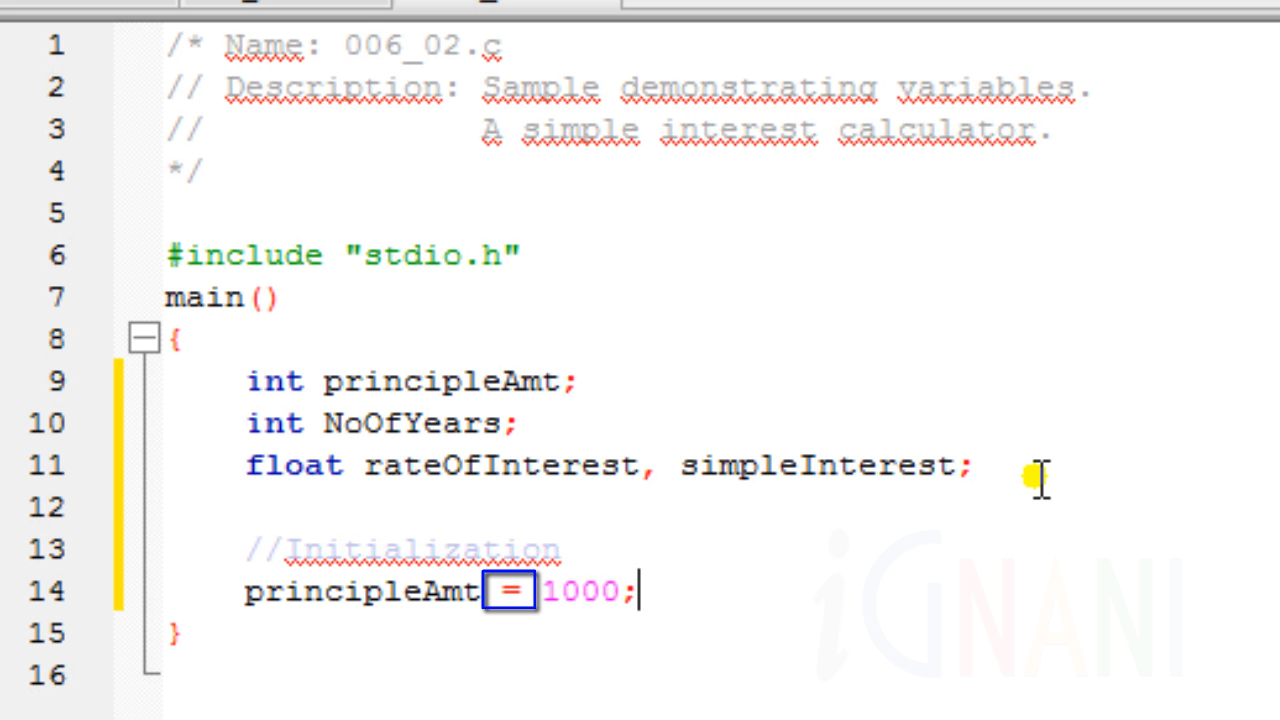 1 /* Name: 006_02.c
2 // Description: Sample demonstrating variables.
3 // A simple interest calculator.
4 */
5
6 #include "stdio.h"
7 main()
8 {
9 int principleAmt;
10 int NoOfYears;
11 float rateOfInterest, simpleInterest;
12
13 //Initialization
14 principleAmt = 1000;
15 }
16
iGNANI